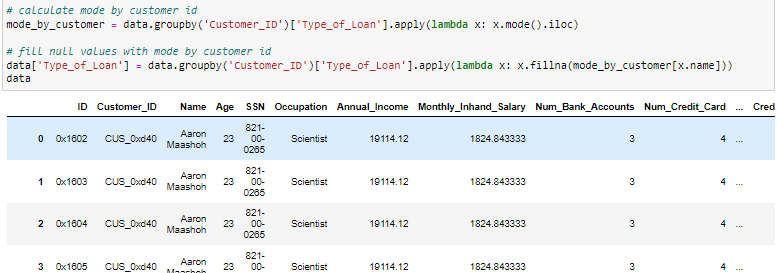 # calculate mode by customer id
mode_by_customer = data.groupby('Customer_ID')['Type_of_Loan'].apply(lambda x: x.mode().iloc)
# fill null values with mode by customer id
data['Type_of_Loan'] = data.groupby('Customer_ID')['Type_of_Loan'].apply(lambda x: x.fillna(mode_by_customer[x.name]))
data
ID Customer_ID Name Age SSN Occupation Annual_Income Monthly_Inhand_Salary Num_Bank_Accounts Num_Credit_Card ... Cred
0 0x1602 CUS_0xd40 Aaron Maashoh 23 821-00-0265 Scientist 19114.12 1824.843333 3 4 ...
1 0x1603 CUS_0xd40 Aaron Maashoh 23 821-00-0265 Scientist 19114.12 1824.843333 3 4 ...
2 0x1604 CUS_0xd40 Aaron Maashoh 23 821-00-0265 Scientist 19114.12 1824.843333 3 4 ...
3 0x1605 CUS_0xd40 Aaron Maashoh 23 821-00- Scientist 19114.12 1824.843333 3 4 ...